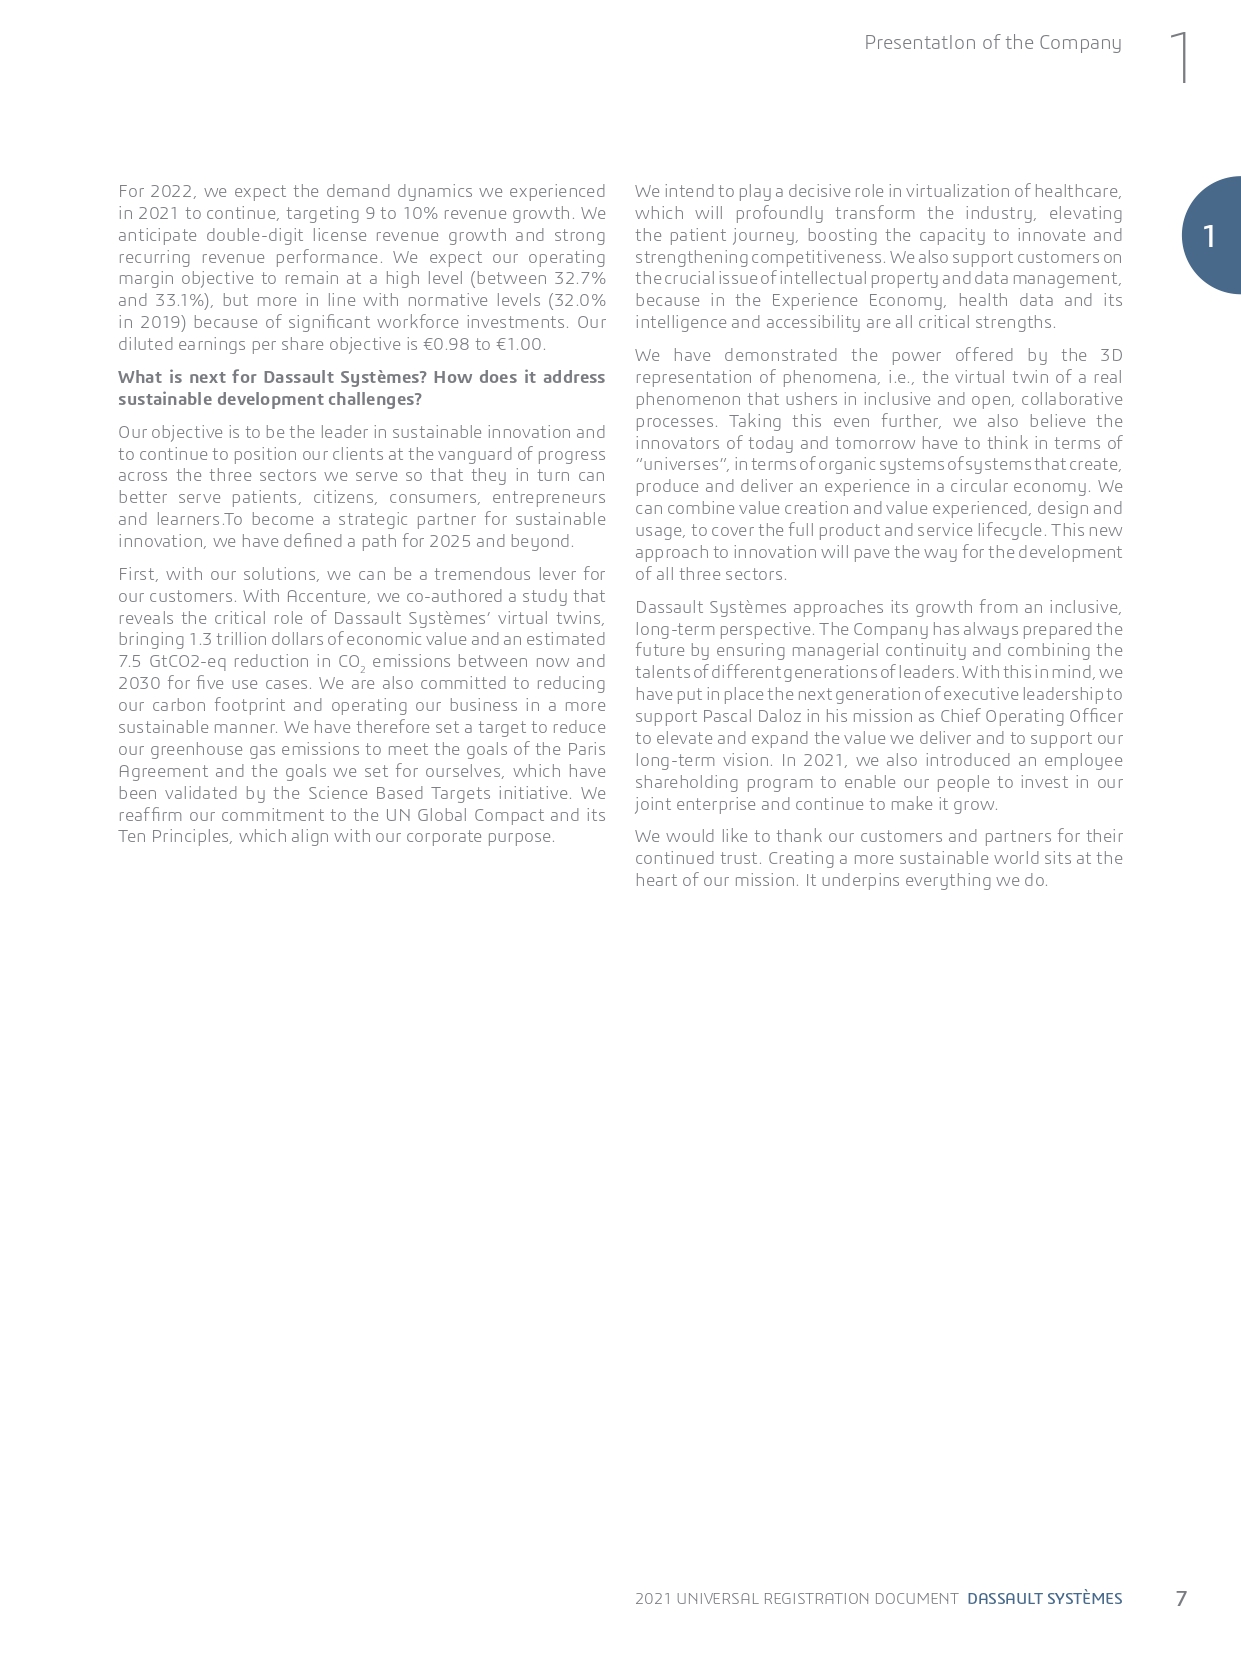 PresentatIon of the Company
1
1
For 2022, we expect the demand dynamics we experienced
in 2021 to continue, targeting 9 to 10% revenue growth. We
anticipate double-digit license revenue growth and strong
recurring revenue performance. We expect our operating
margin objective to remain at a high level (between 32.7%
and 33.1%), but more in line with normative levels (32.0%
in 2019) because of significant workforce investments. Our
diluted earnings per share objective is €0.98 to €1.00.
What is next for Dassault Systèmes? How does it address
sustainable development challenges?
Our objective is to be the leader in sustainable innovation and
to continue to position our clients at the vanguard of progress
across the three sectors we serve so that they in turn can
better serve patients, citizens, consumers, entrepreneurs
and learners.To become a strategic partner for sustainable
innovation, we have defined a path for 2025 and beyond.
First, with our solutions, we can be a tremendous lever for
our customers. With Accenture, we co-authored a study that
reveals the critical role of Dassault Systèmes’ virtual twins,
bringing 1.3 trillion dollars of economic value and an estimated
7.5 GtCO2-eq reduction in CO2 emissions between now and
2030 for five use cases. We are also committed to reducing
our carbon footprint and operating our business in a more
sustainable manner. We have therefore set a target to reduce
our greenhouse gas emissions to meet the goals of the Paris
Agreement and the goals we set for ourselves, which have
been validated by the Science Based Targets initiative. We
reaffirm our commitment to the UN Global Compact and its
Ten Principles, which align with our corporate purpose.
We intend to play a decisive role in virtualization of healthcare,
which will profoundly transform the industry, elevating
the patient journey, boosting the capacity to innovate and
strengthening competitiveness. We also support customers on
the crucial issue of intellectual property and data management,
because in the Experience Economy, health data and its
intelligence and accessibility are all critical strengths.
We have demonstrated the power offered by the 3D
representation of phenomena, i.e., the virtual twin of a real
phenomenon that ushers in inclusive and open, collaborative
processes. Taking this even further, we also believe the
innovators of today and tomorrow have to think in terms of
“universes”, in terms of organic systems of systems that create,
produce and deliver an experience in a circular economy. We
can combine value creation and value experienced, design and
usage, to cover the full product and service lifecycle. This new
approach to innovation will pave the way for the development
of all three sectors.
Dassault Systèmes approaches its growth from an inclusive,
long-term perspective. The Company has always prepared the
future by ensuring managerial continuity and combining the
talents of different generations of leaders. With this in mind, we
have put in place the next generation of executive leadership to
support Pascal Daloz in his mission as Chief Operating Officer
to elevate and expand the value we deliver and to support our
long-term vision. In 2021, we also introduced an employee
shareholding program to enable our people to invest in our
joint enterprise and continue to make it grow.
We would like to thank our customers and partners for their
continued trust. Creating a more sustainable world sits at the
heart of our mission. It underpins everything we do.
2021 UNIVERSAL REGISTRATION DOCUMENT DASSAULT SYSTÈMES 7